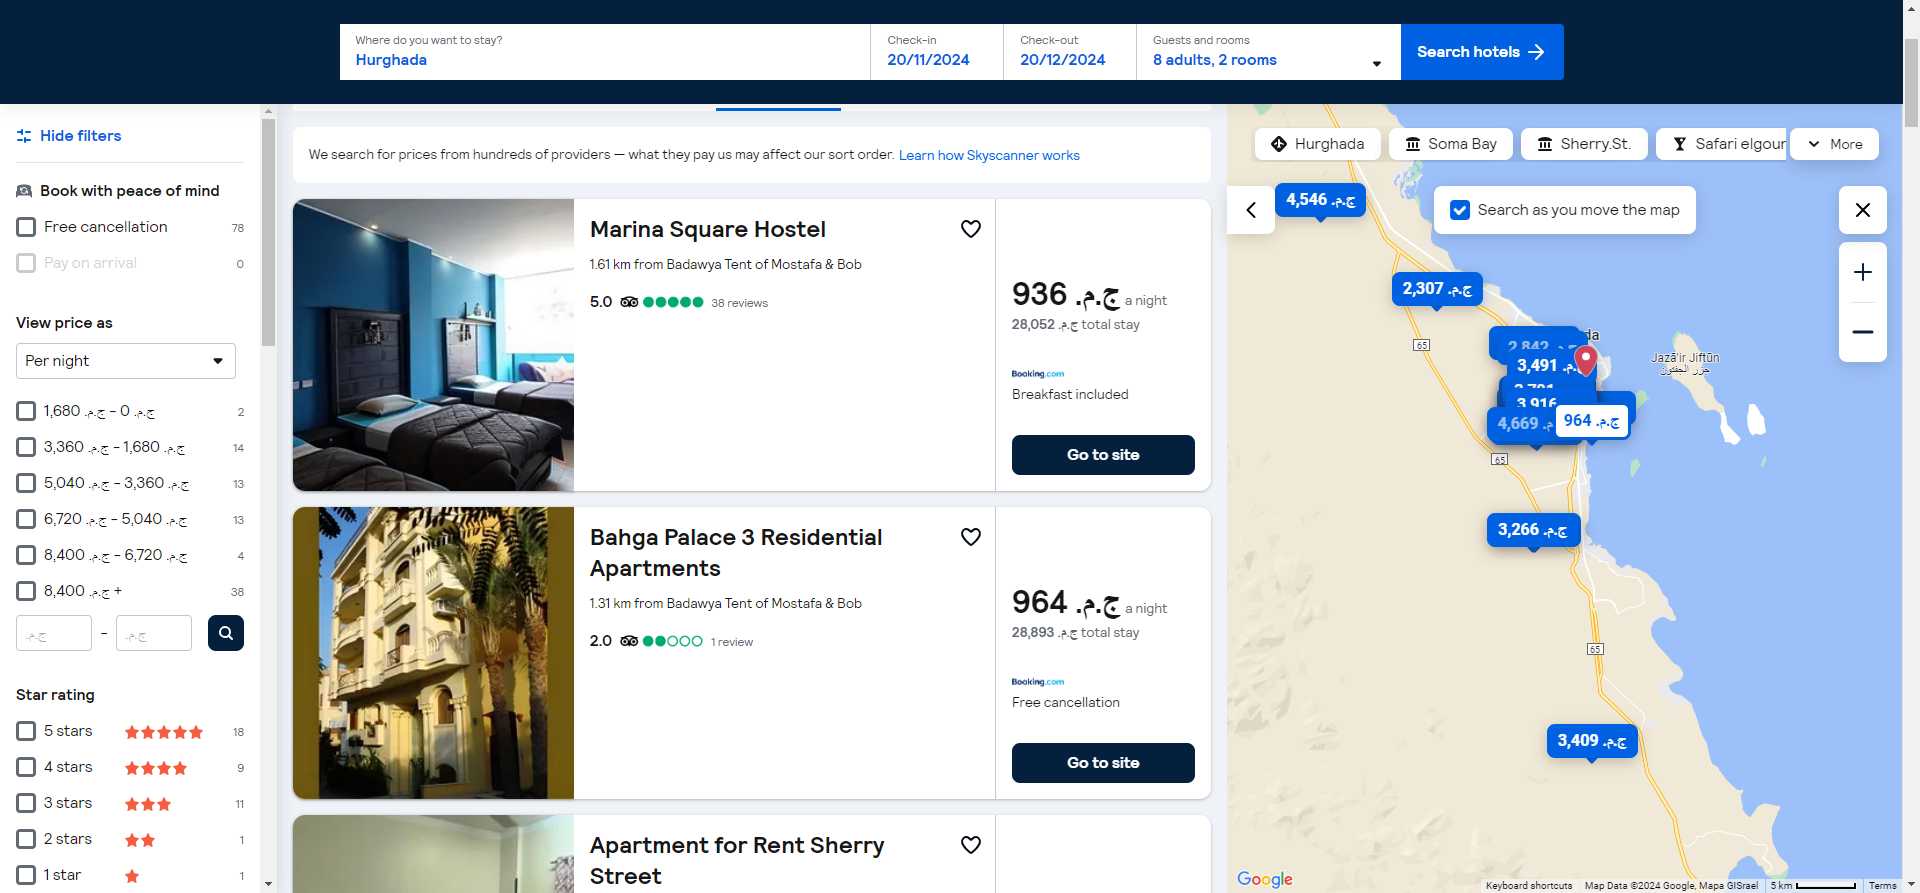 Where do you want to stay?
Hurghada
Check-in
20/11/2024
Check-out
20/12/2024
Guests and rooms
8 adults, 2 rooms
Search hotels
Hide filters
Book with peace of mind
Free cancellation 78
Pay on arrival 0
View price as
Per night
1,680 ج.م. - 0 ج.م. 2
3,360 ج.م. - 1,680 ج.م. 14
5,040 ج.م. - 3,360 ج.م. 13
6,720 ج.م. - 5,040 ج.م. 13
8,400 ج.م. - 6,720 ج.م. 4
8,400 ج.م. + 38
ج.م. - ج.م.
Star rating
5 stars 18
4 stars 9
3 stars 11
2 stars 1
1 star 1
We search for prices from hundreds of providers — what they pay us may affect our sort order. Learn how Skyscanner works
Marina Square Hostel
1.61 km from Badawya Tent of Mostafa & Bob
5.0 38 reviews
936 ج.م. a night
28,052 ج.م. total stay
Booking.com
Breakfast included
Go to site
Bahga Palace 3 Residential
Apartments
1.31 km from Badawya Tent of Mostafa & Bob
2.0 1 review
964 ج.م. a night
28,893 ج.م. total stay
Booking.com
Free cancellation
Go to site
Apartment for Rent Sherry
Street
Hurghada
Soma Bay
Sherry.St.
Safari elgour
More
Search as you move the map
4,546 ج.م.
2,307 ج.م.
65
2,842 ج.م.
3,491 ج.م.
3,916
4,669
964 ج.م.
Jazā'ir Jiftūn
جزر الجفتون
65
3,266 ج.م.
65
3,409 ج.م.
Google
Keyboard shortcuts Map Data ©2024 Google, Mapa GISrael 5 km Terms